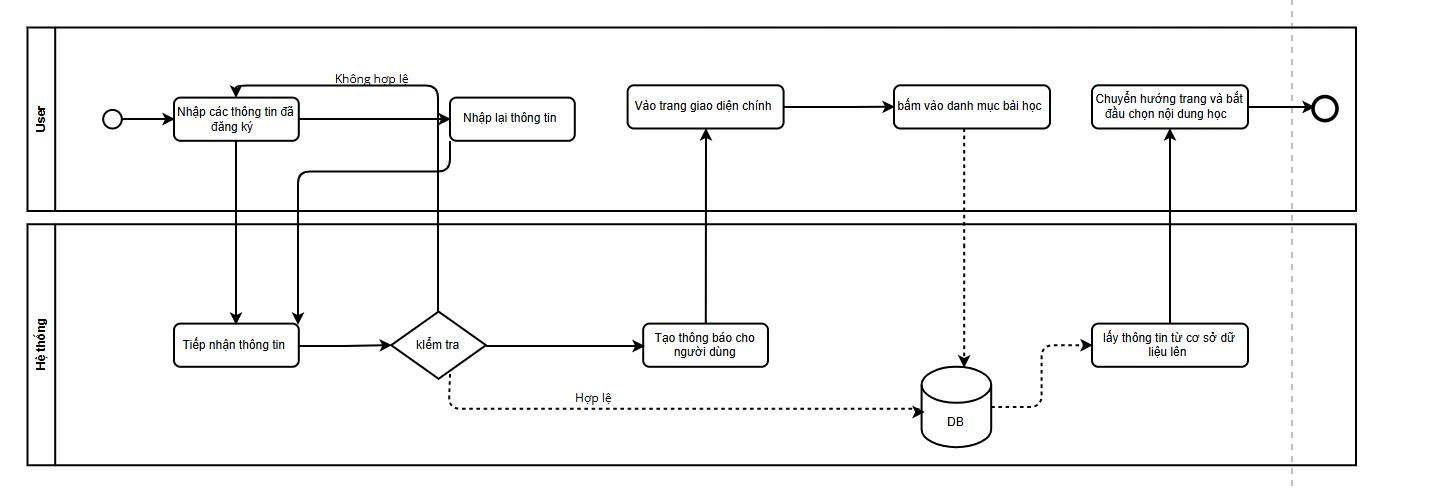 User
Không hợp lệ
Nhập các thông tin đã
đăng ký
Nhập lại thông tin
Vào trang giao diện chính
bấm vào danh mục bài học
Chuyển hướng trang và bắt
đầu chọn nội dung học
Hệ thống
Tiếp nhận thông tin
kIểm tra
Tạo thông báo cho
người dùng
lấy thông tin từ cơ sở dữ
liệu lên
Hợp lệ
DB